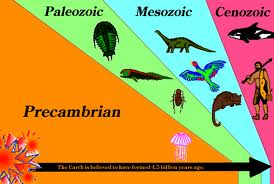 Paleozoic Mesozoic Cenozoic
Precambrian
The Earth is believed to have formed 4.5 billion years ago.